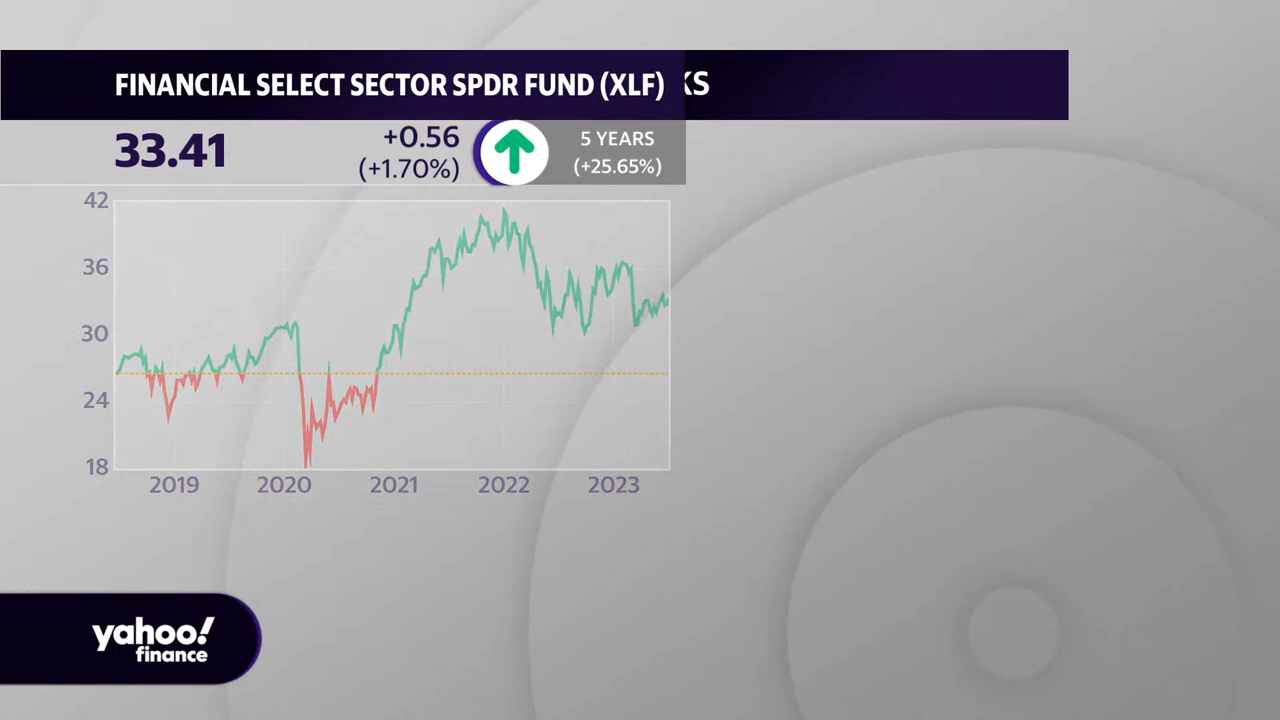 FINANCIAL SELECT SECTOR SPDR FUND (XLF) KS
33.41
+0.56
(+1.70%)
5 YEARS
(+25.65%)
42
36
30
24
18
2019 2020 2021 2022 2023
yahoo!
finance